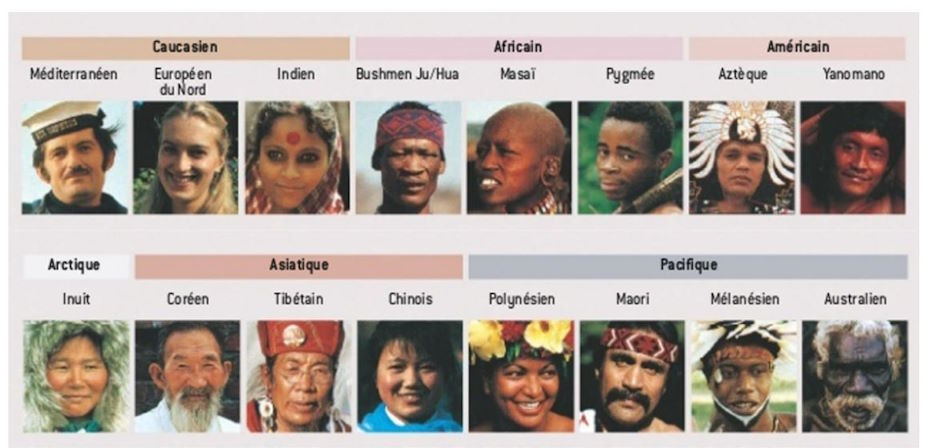 Caucasien Africain Américain
Méditerranéen Européen Indien Bushmen Ju/Hua Masaï Pygmée Aztèque Yanomano
du Nord
Arctique Asiatique Pacifique
Inuit Coréen Tibétain Chinois Polynésien Maori Mélanésien Australien